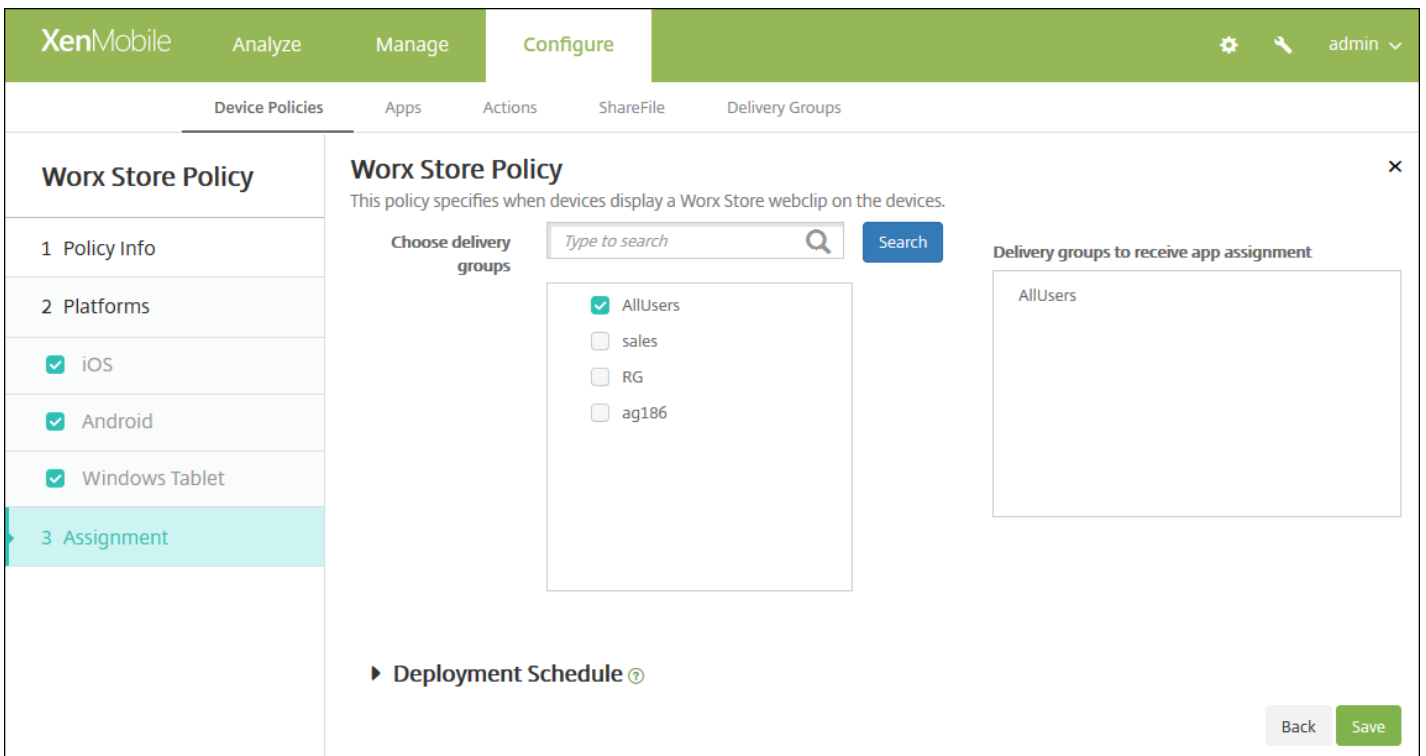 XenMobile Analyze Manage Configure admin
Device Policies Apps Actions ShareFile Delivery Groups
Worx Store Policy
1 Policy Info
2 Platforms
iOS
Android
Windows Tablet
3 Assignment
Worx Store Policy
This policy specifies when devices display a Worx Store webclip on the devices.
Choose delivery
groups
Type to search
Search
AllUsers
sales
RG
ag186
Delivery groups to receive app assignment
AllUsers
Deployment Schedule ?
Back Save